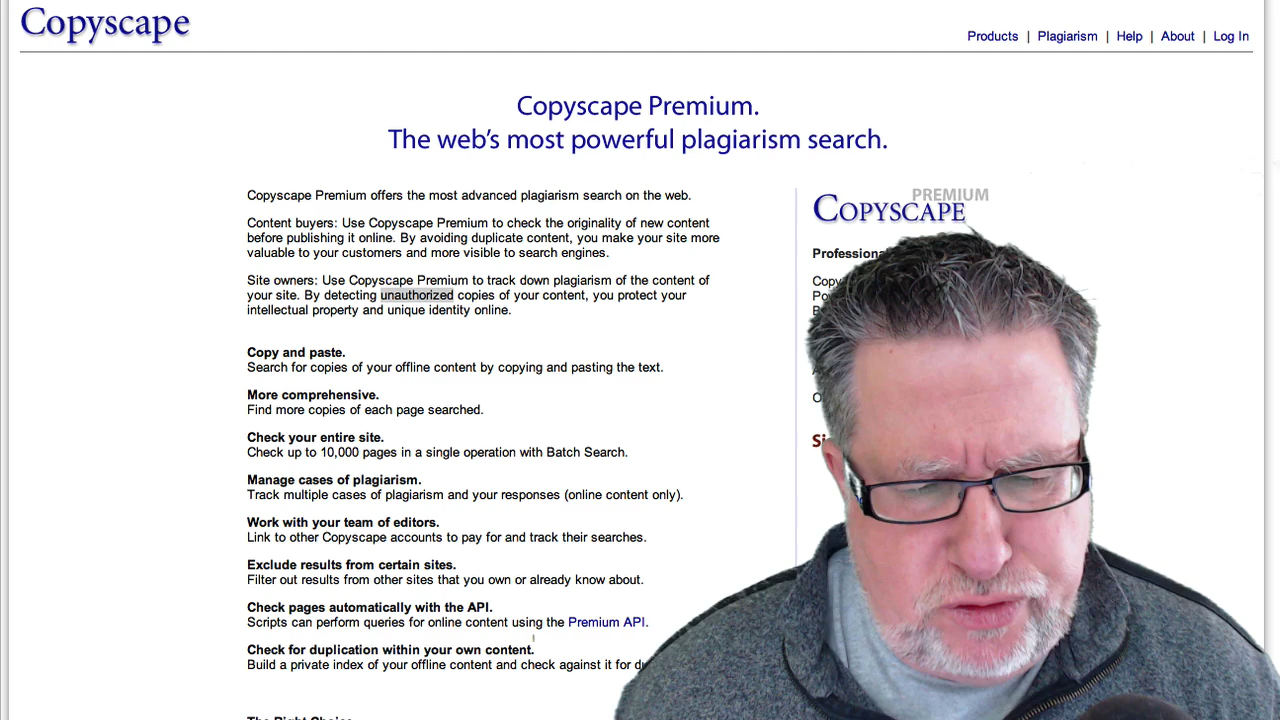 Copyscape
Products | Plagiarism | Help | About | Log In
Copyscape Premium.
The web's most powerful plagiarism search.
Copyscape Premium offers the most advanced plagiarism search on the web.
Content buyers: Use Copyscape Premium to check the originality of new content
before publishing it online. By avoiding duplicate content, you make your site more
valuable to your customers and more visible to search engines.
Site owners: Use Copyscape Premium to track down plagiarism of the content of
your site. By detecting unauthorized copies of your content, you protect your
intellectual property and unique identity online.
Copy and paste.
Search for copies of your offline content by copying and pasting the text.
More comprehensive.
Find more copies of each page searched.
Check your entire site.
Check up to 10,000 pages in a single operation with Batch Search.
Manage cases of plagiarism.
Track multiple cases of plagiarism and your responses (online content only).
Work with your team of editors.
Link to other Copyscape accounts to pay for and track their searches.
Exclude results from certain sites.
Filter out results from other sites that you own or already know about.
Check pages automatically with the API.
Scripts can perform queries for online content using the Premium API.
Check for duplication within your own content.
Build a private index of your offline content and check against it for
The Right Choice
PREMIUM
COPYSCAPE